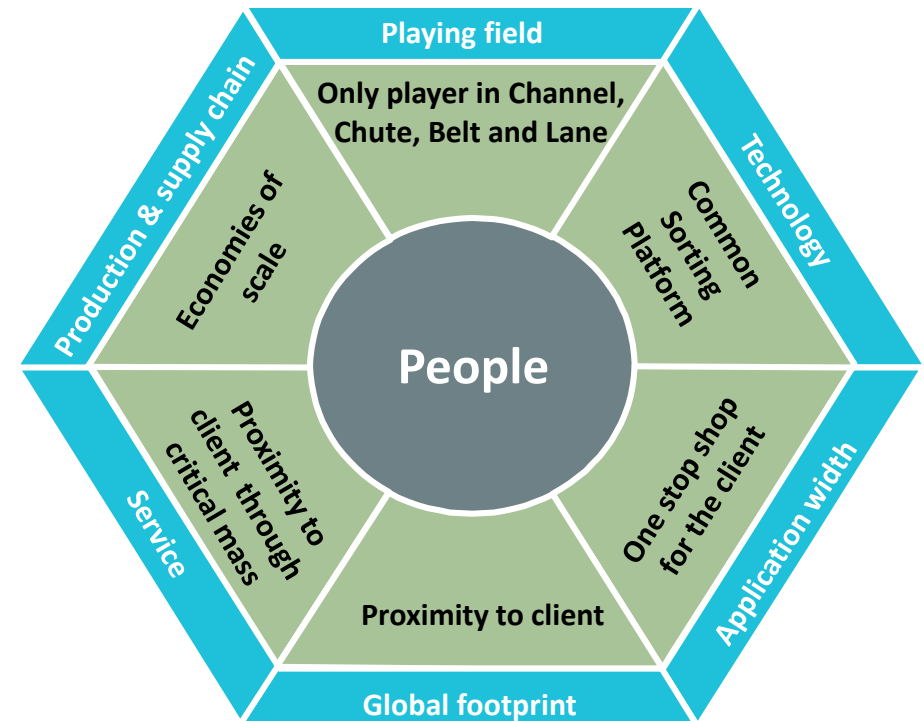 Playing field
Only player in Channel,
Chute, Belt and Lane
Technology
Common
Sorting
Platform
Application width
One stop shop
for the client
Global footprint
Proximity to client
Service
Proximity to
client through
critical mass
Production & supply chain
Economies of
scale
People